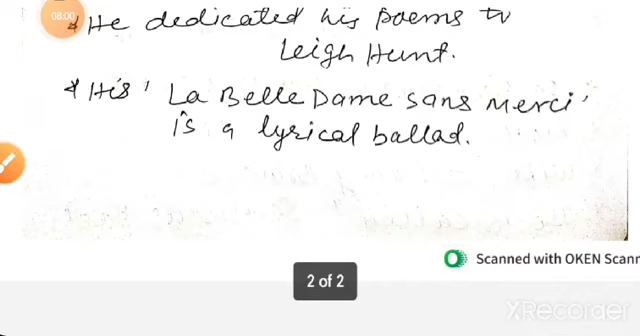 08:00
* He dedicated his poems to
Leigh Hunt.
* His 'La Belle Dame sans merci'
is a lyrical ballad.
Scanned with OKEN Scann
2 of 2
XRecorder